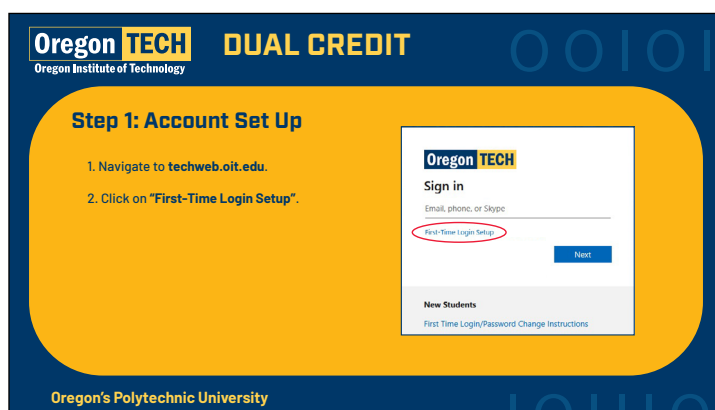 Oregon TECH
Oregon Institute of Technology
DUAL CREDIT
OOIOI
Step 1: Account Set Up
1. Navigate to techweb.oit.edu.
2. Click on “First-Time Login Setup”.
Oregon TECH
Sign in
Email, phone, or Skype
First-Time Login Setup
Next
New Students
First Time Login/Password Change Instructions
Oregon’s Polytechnic University
IOIIIO